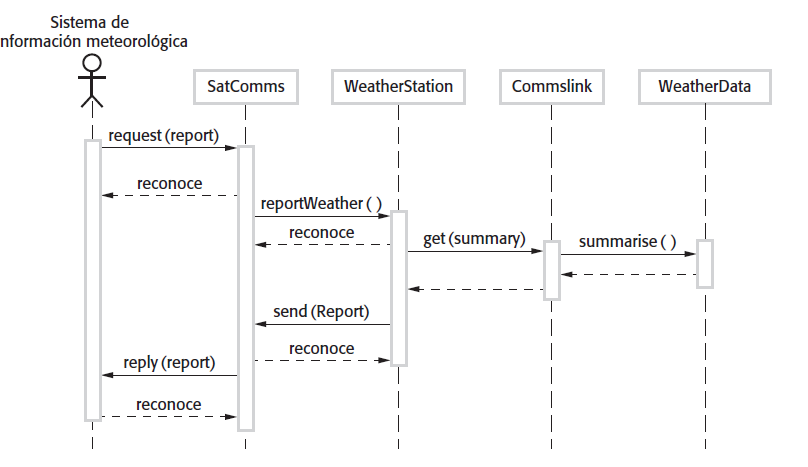 Sistema de
nformación meteorológica
SatComms
WeatherStation
Commslink
WeatherData
request (report)
reconoce
reportWeather ( )
reconoce
get (summary)
summarise ( )
send (Report)
reconoce
reply (report)
reconoce